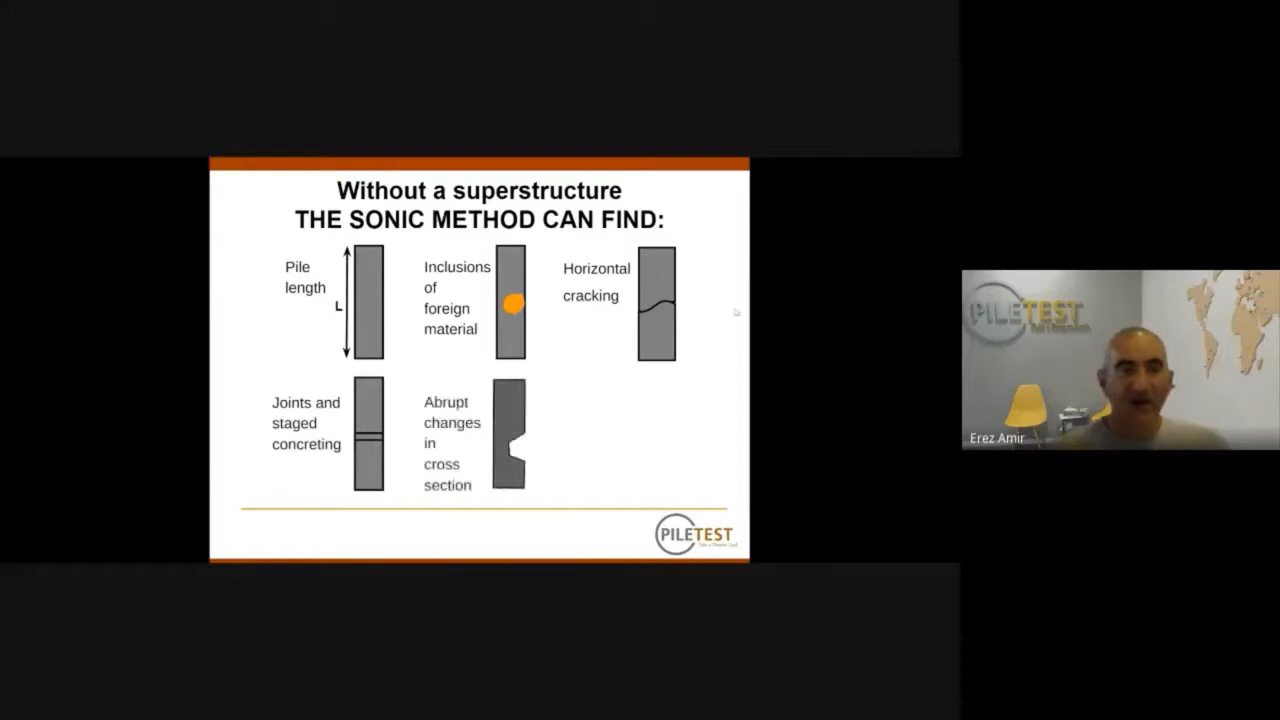 Without a superstructure
THE SONIC METHOD CAN FIND:
Pile
length
L
Inclusions
of
foreign
material
Horizontal
cracking
Joints and
staged
concreting
Abrupt
changes
in
cross
section
PILETEST
PILETEST
Erez Amir